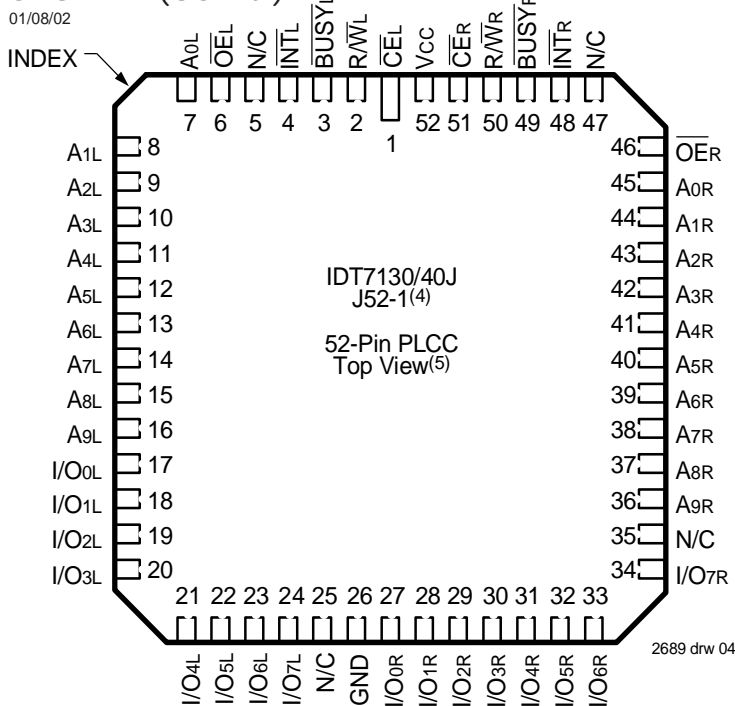 01/08/02
INDEX
A0L
OEL
N/C
INTL
BUSYL
R/WL
CEL
VCC
CER
R/WR
BUSYR
INTR
N/C
7 6 5 4 3 2 1 52 51 50 49 48 47
A1L 8
A2L 9
A3L 10
A4L 11
A5L 12
A6L 13
A7L 14
A8L 15
A9L 16
I/O0L 17
I/O1L 18
I/O2L 19
I/O3L 20
IDT7130/40J
J52-1(4)
52-Pin PLCC
Top View(5)
46 OER
45 A0R
44 A1R
43 A2R
42 A3R
41 A4R
40 A5R
39 A6R
38 A7R
37 A8R
36 A9R
35 N/C
34 I/O7R
21 22 23 24 25 26 27 28 29 30 31 32 33
I/O4L
I/O5L
I/O6L
I/O7L
N/C
GND
I/O0R
I/O1R
I/O2R
I/O3R
I/O4R
I/O5R
I/O6R
2689 drw 04